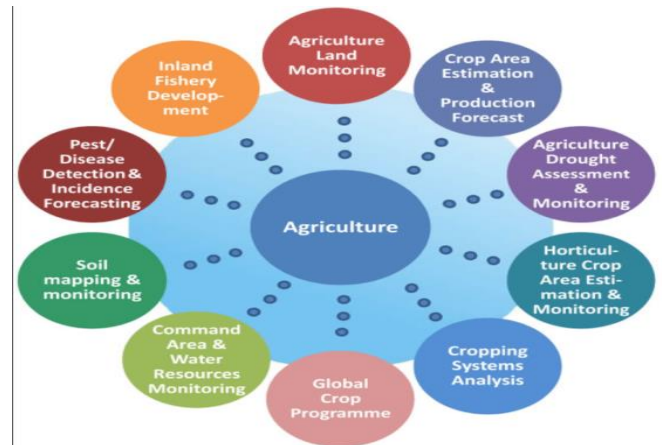 Agriculture
Land
Monitoring
Crop Area
Estimation
&
Production
Forecast
Agriculture
Drought
Assessment
&
Monitoring
Horticul-
ture Crop
Area Esti-
mation &
Monitoring
Cropping
Systems
Analysis
Global
Crop
Programme
Command
Area &
Water
Resources
Monitoring
Soil
mapping &
monitoring
Pest/
Disease
Detection &
Incidence
Forecasting
Inland
Fishery
Develop-
ment
Agriculture